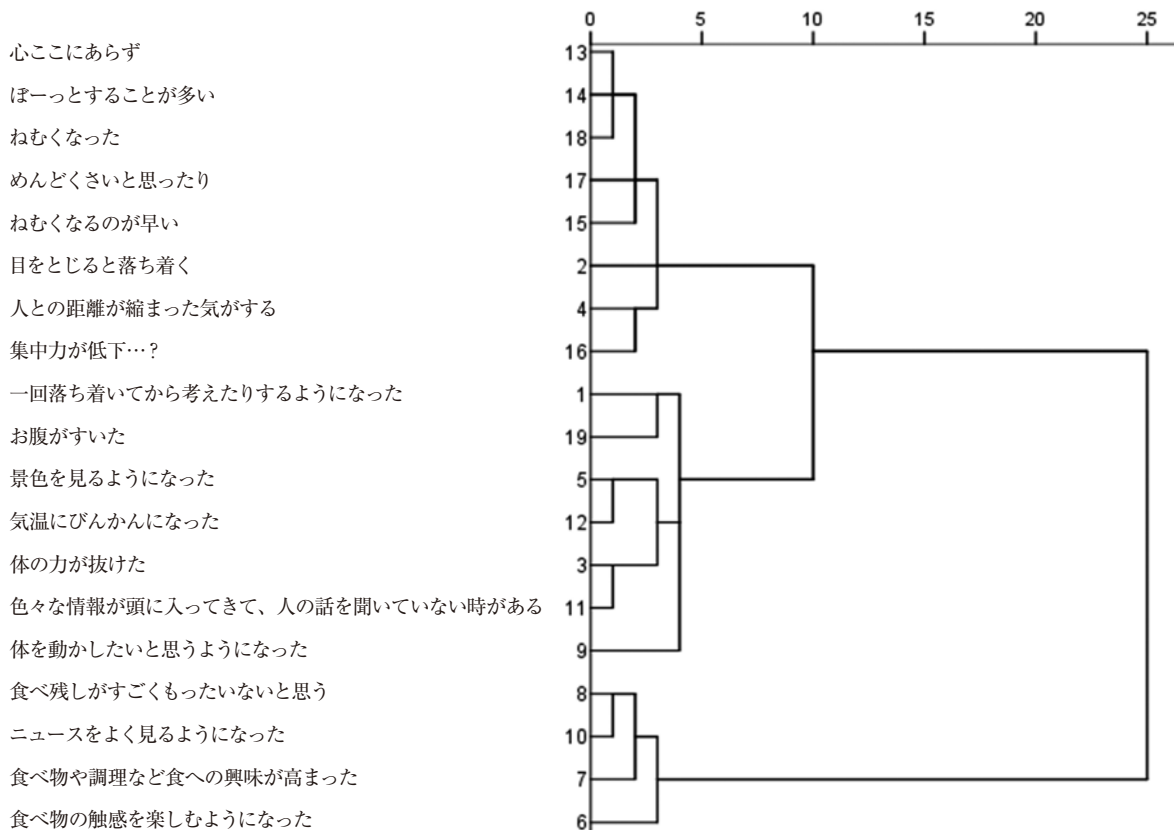 0 5 10 15 20 25
心ここにあらず 13
ぼーっとすることが多い 14
ねむくなった 18
めんどくさいと思ったり 17
ねむくなるのが早い 15
目をとじると落ち着く 2
人との距離が縮まった気がする 4
集中力が低下…？ 16
一回落ち着いてから考えたりするようになった 1
お腹がすいた 19
景色を見るようになった 5
気温にびんかんになった 12
体の力が抜けた 3
色々な情報が頭に入ってきて、人の話を聞いていない時がある 11
体を動かしたいと思うようになった 9
食べ残しがすごくもったいないと思う 8
ニュースをよく見るようになった 10
食べ物や調理など食への興味が高まった 7
食べ物の触感を楽しむようになった 6